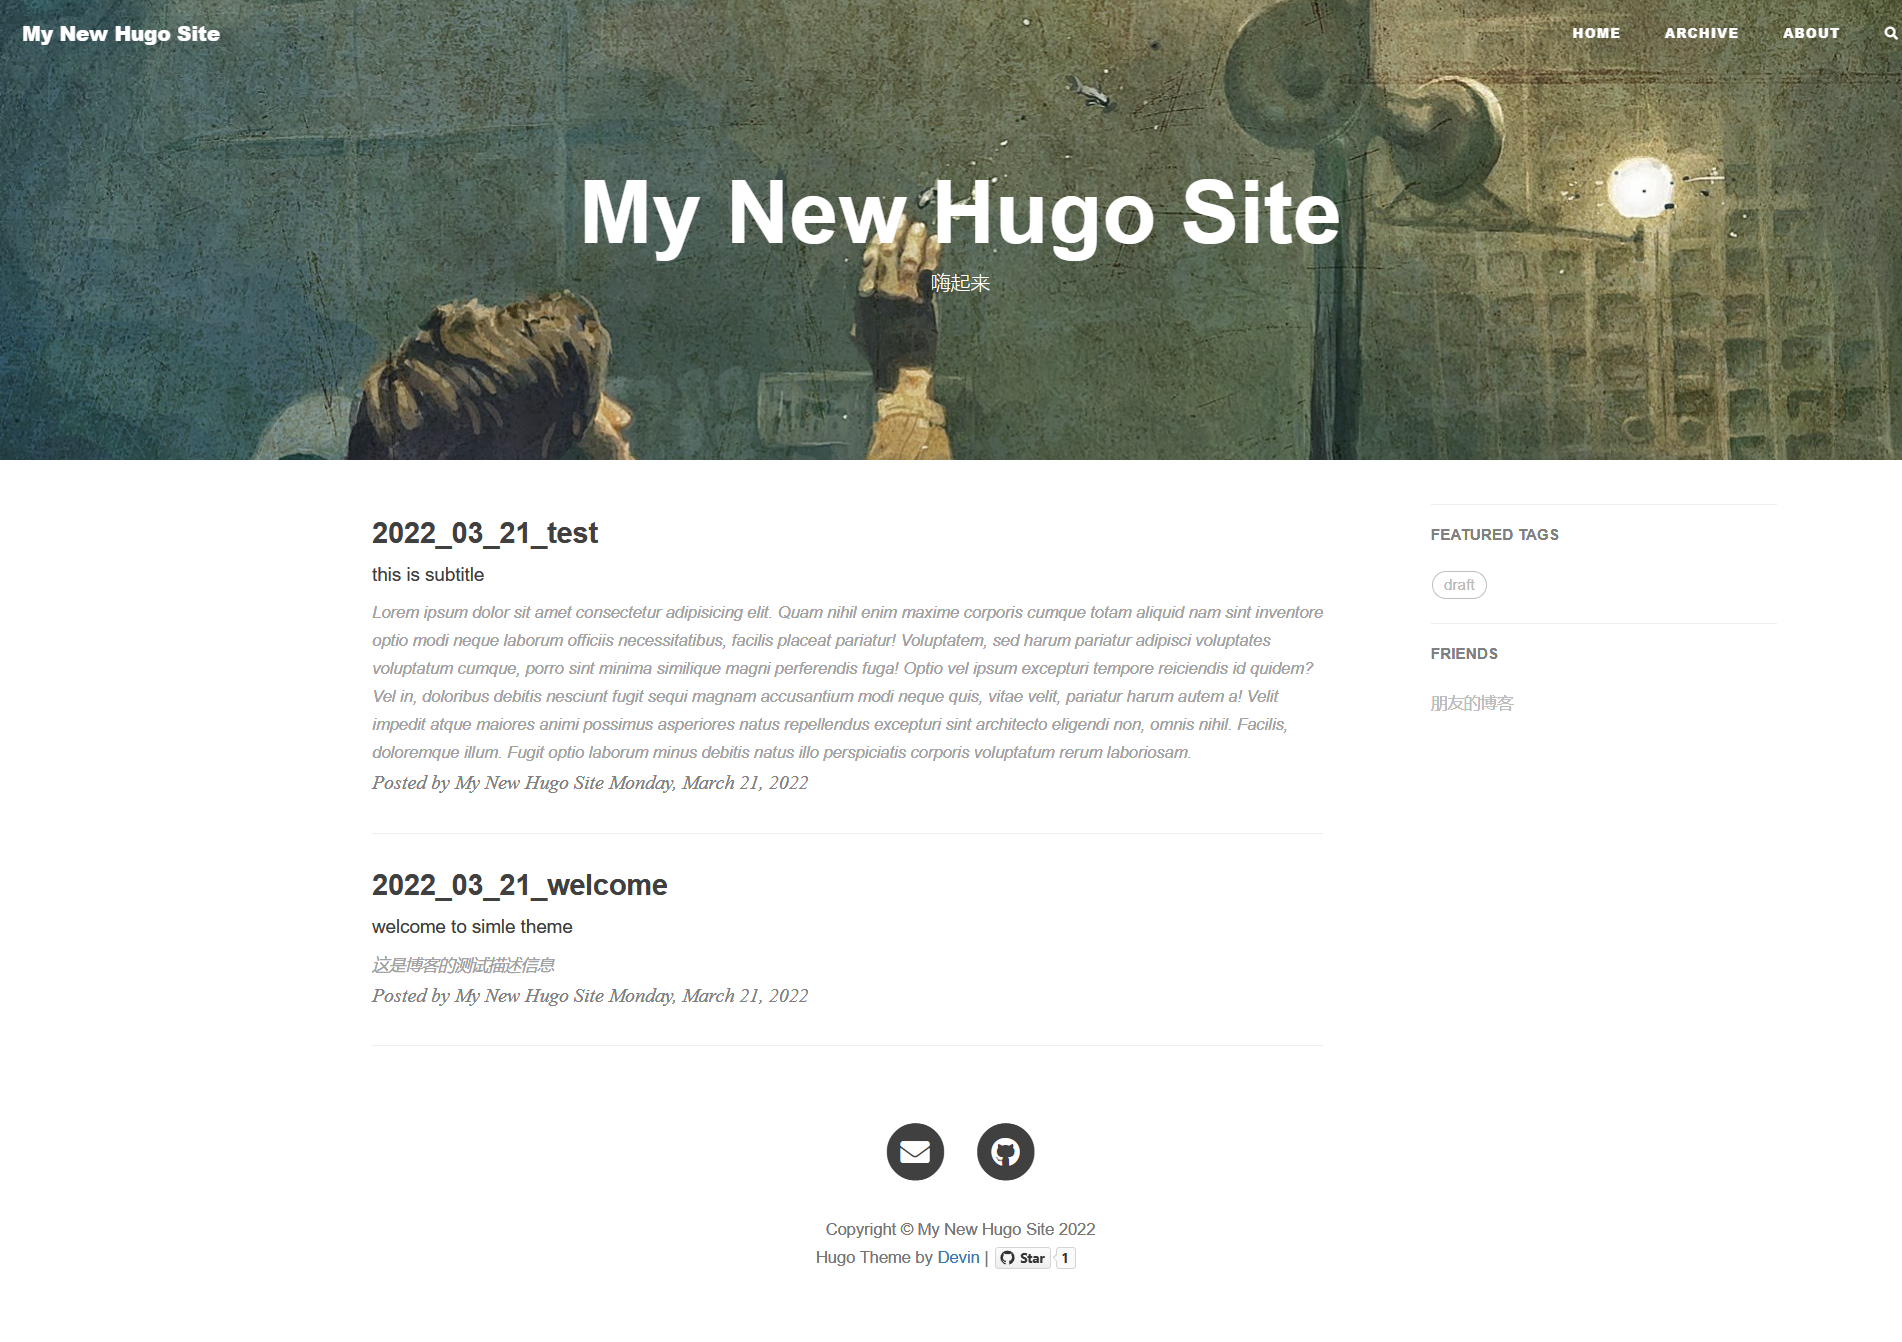 My New Hugo Site
HOME ARCHIVE ABOUT
My New Hugo Site
嗨起来
2022_03_21_test
this is subtitle
Lorem ipsum dolor sit amet consectetur adipisicing elit. Quam nihil enim maxime corporis cumque totam aliquid nam sint inventore
optio modi neque laborum officiis necessitatibus, facilis placeat pariatur! Voluptatem, sed harum pariatur adipisci voluptates
voluptatum cumque, porro sint minima similique magni perferendis fuga! Optio vel ipsum excepturi tempore reiciendis id quidem?
Vel in, doloribus debitis nesciunt fugit sequi magnam accusantium modi neque quis, vitae velit, pariatur harum autem a! Velit
impedit atque maiores animi possimus asperiores natus repellendus excepturi sint architecto eligendi non, omnis nihil. Facilis,
doloremque illum. Fugit optio laborum minus debitis natus illo perspiciatis corporis voluptatum rerum laboriosam.
Posted by My New Hugo Site Monday, March 21, 2022
2022_03_21_welcome
welcome to simle theme
这是博客的测试描述信息
Posted by My New Hugo Site Monday, March 21, 2022
FEATURED TAGS
draft
FRIENDS
朋友的博客
Copyright © My New Hugo Site 2022
Hugo Theme by Devin | Star 1